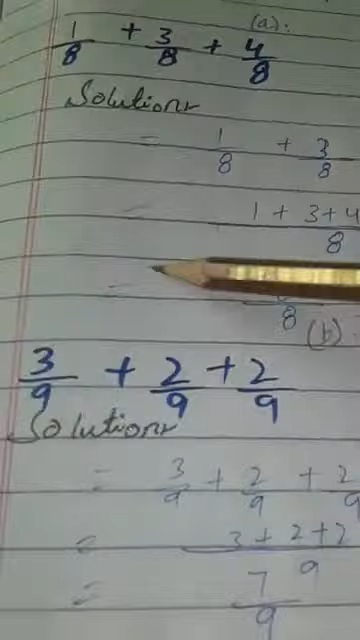 (a):
1/8 + 3/8 + 4/8
Solution:
= 1/8 + 3/8
= 1 + 3 + 4 / 8
= /8
(b):
3/9 + 2/9 + 2/9
Solution:
= 3/9 + 2/9 + 2/9
= 3 + 2 + 2 / 9
= 7/9